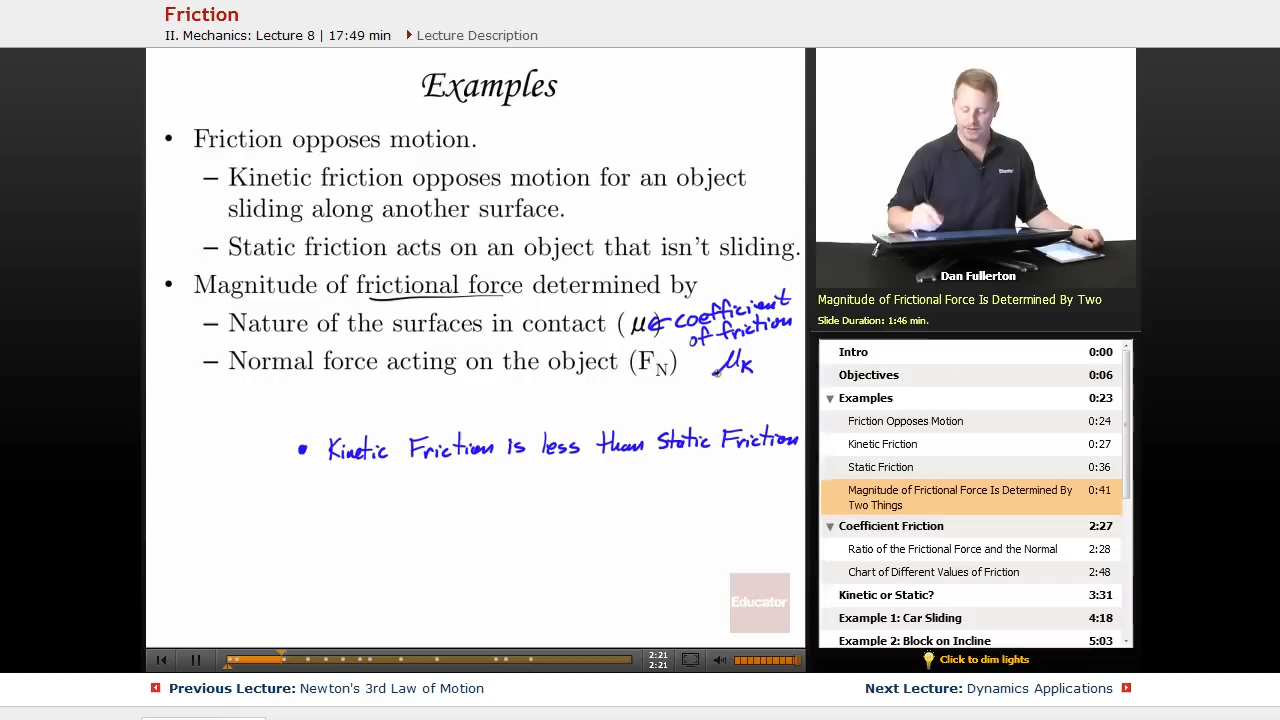 Friction
II. Mechanics: Lecture 8 | 17:49 min
Lecture Description
Examples
• Friction opposes motion.
– Kinetic friction opposes motion for an object
sliding along another surface.
– Static friction acts on an object that isn't sliding.
• Magnitude of frictional force determined by
– Nature of the surfaces in contact (μ)
coefficient
of friction
– Normal force acting on the object (FN)
μK
• Kinetic Friction is less than Static Friction
Educator
Dan Fullerton
Magnitude of Frictional Force Is Determined By Two
Slide Duration: 1:46 min.
Intro 0:00
Objectives 0:06
Examples 0:23
Friction Opposes Motion 0:24
Kinetic Friction 0:27
Static Friction 0:36
Magnitude of Frictional Force Is Determined By 0:41
Two Things
Coefficient Friction 2:27
Ratio of the Frictional Force and the Normal 2:28
Chart of Different Values of Friction 2:48
Kinetic or Static? 3:31
Example 1: Car Sliding 4:18
Example 2: Block on Incline 5:03
2:21
2:21
Click to dim lights
Previous Lecture: Newton's 3rd Law of Motion
Next Lecture: Dynamics Applications